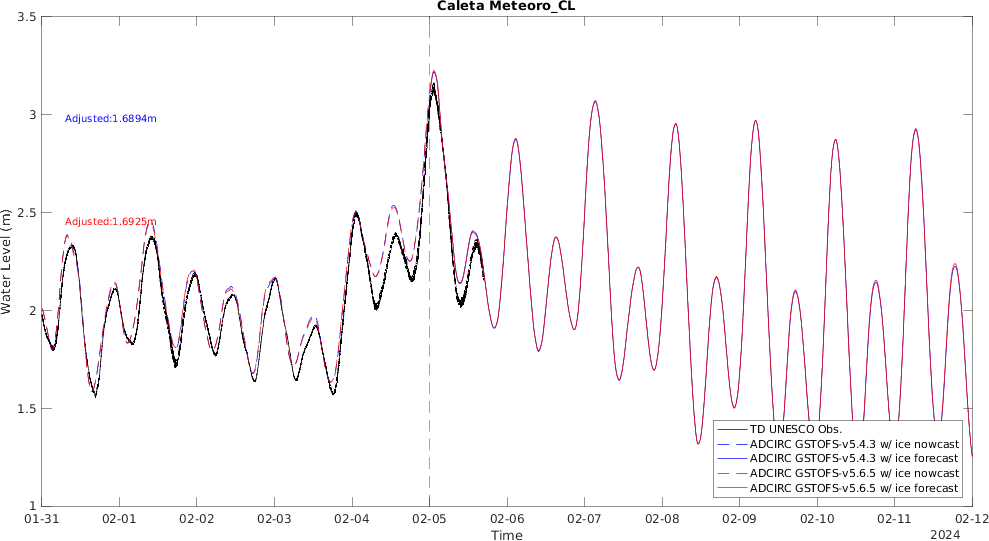 Caleta Meteoro_CL
3.5
3
2.5
2
1.5
1
Water Level (m)
Adjusted:1.6894m
Adjusted:1.6925m
TD UNESCO Obs.
ADCIRC GSTOFS-v5.4.3 w/ ice nowcast
ADCIRC GSTOFS-v5.4.3 w/ ice forecast
ADCIRC GSTOFS-v5.6.5 w/ ice nowcast
ADCIRC GSTOFS-v5.6.5 w/ ice forecast
01-31 02-01 02-02 02-03 02-04 02-05 02-06 02-07 02-08 02-09 02-10 02-11 02-12
Time
2024